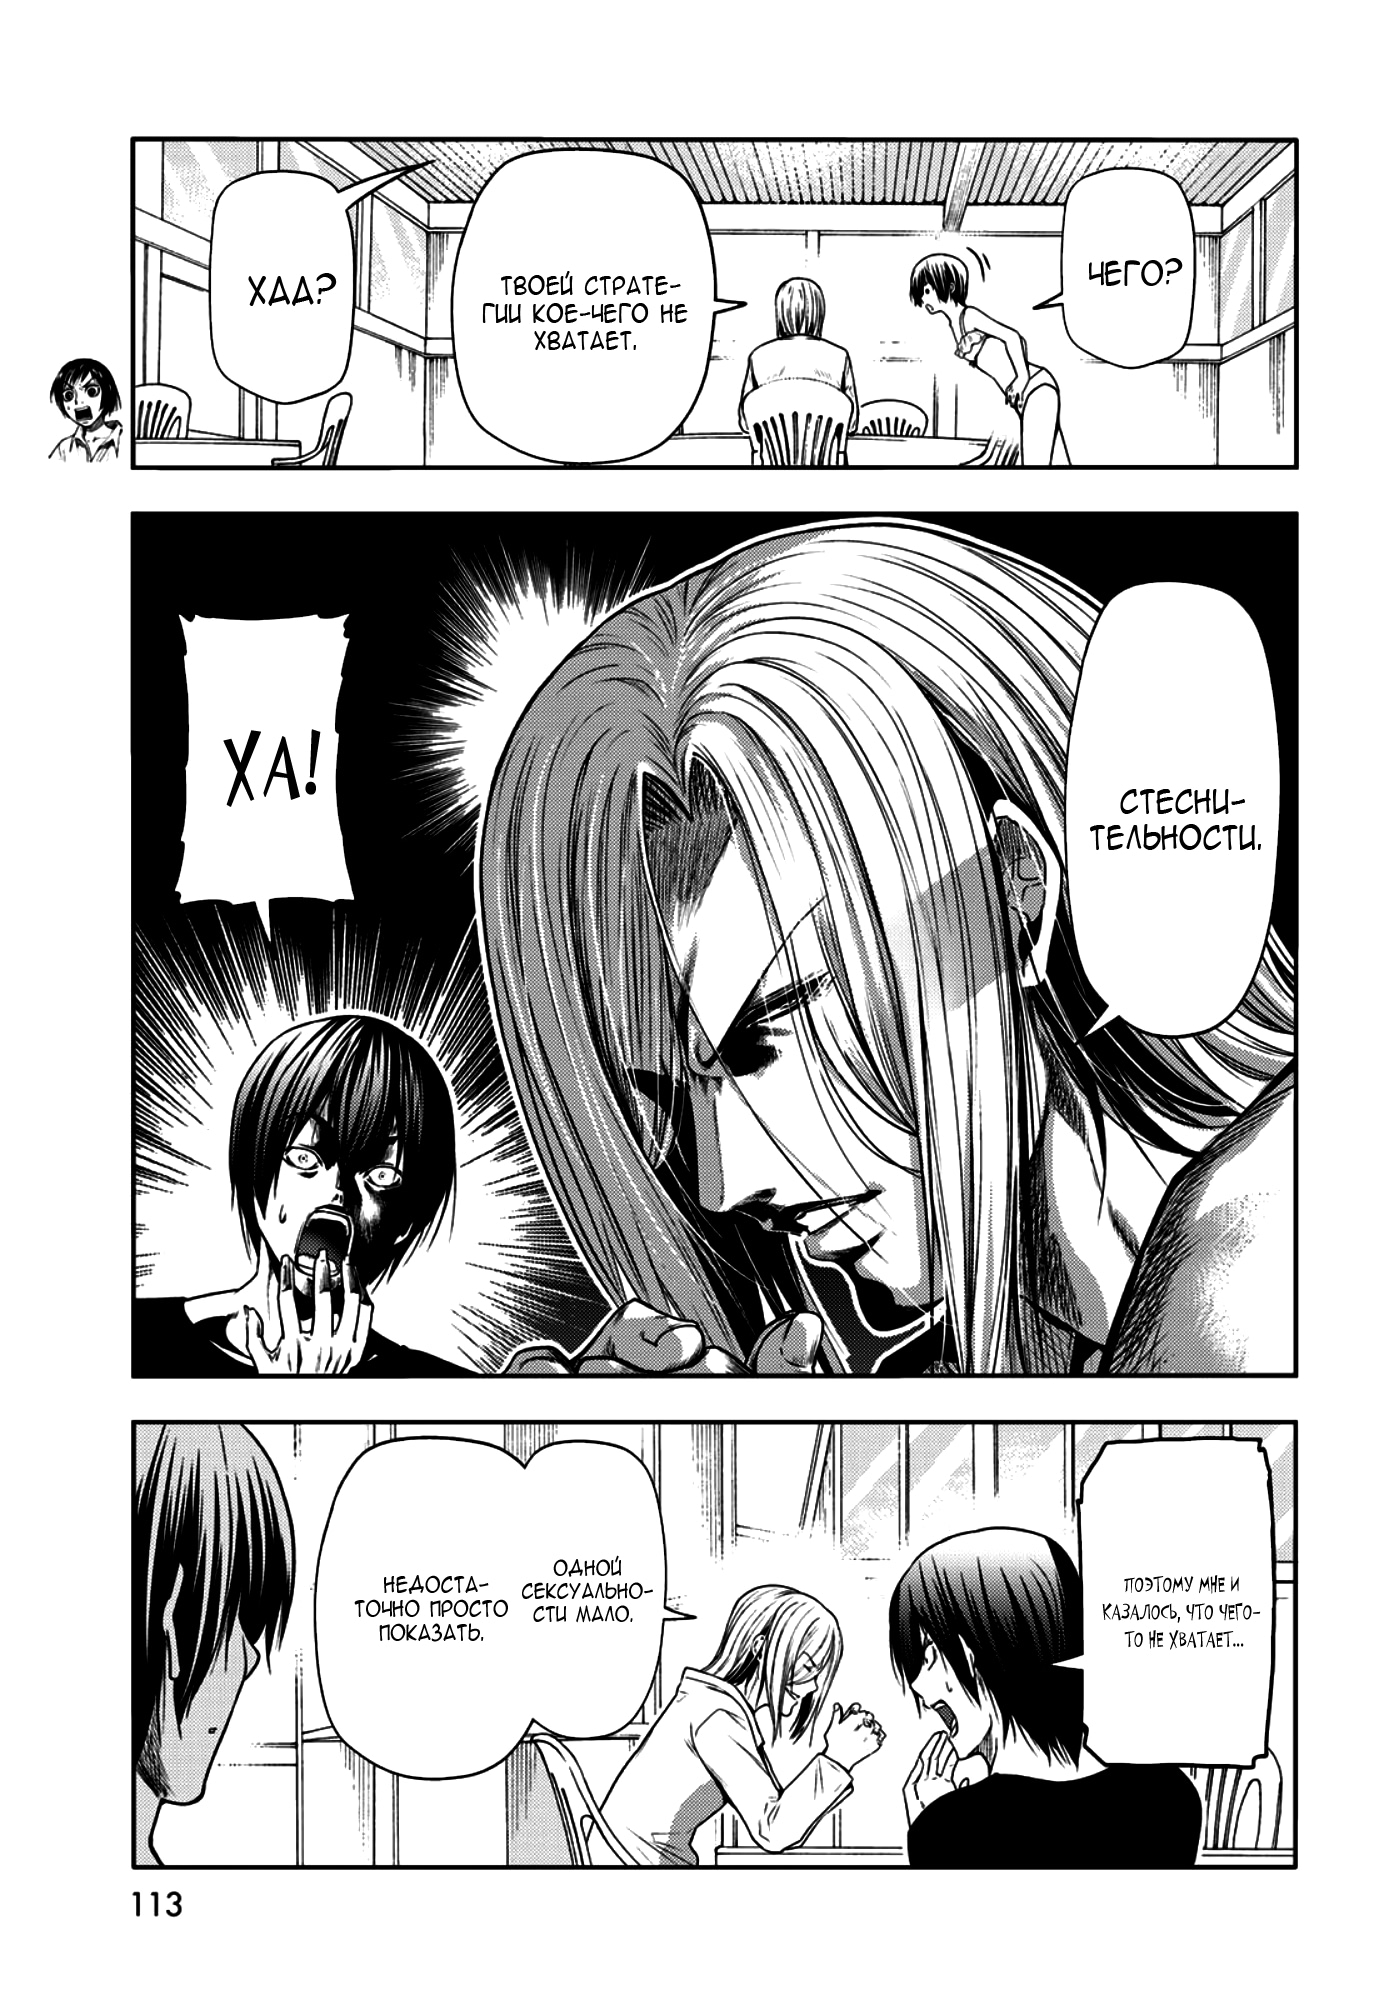 ЧЕГО?
ТВОЕЙ СТРАТЕ-
ГИИ КОЕ-ЧЕГО НЕ
ХВАТАЕТ.
ХАА?
СТЕСНИ-
ТЕЛЬНОСТИ.
ХА!
ПОЭТОМУ МНЕ И
КАЗАЛОСЬ, ЧТО ЧЕГО-
ТО НЕ ХВАТАЕТ...
ОДНОЙ
СЕКСУАЛЬНО-
СТИ МАЛО.
НЕДОСТА-
ТОЧНО ПРОСТО
ПОКАЗАТЬ.
113